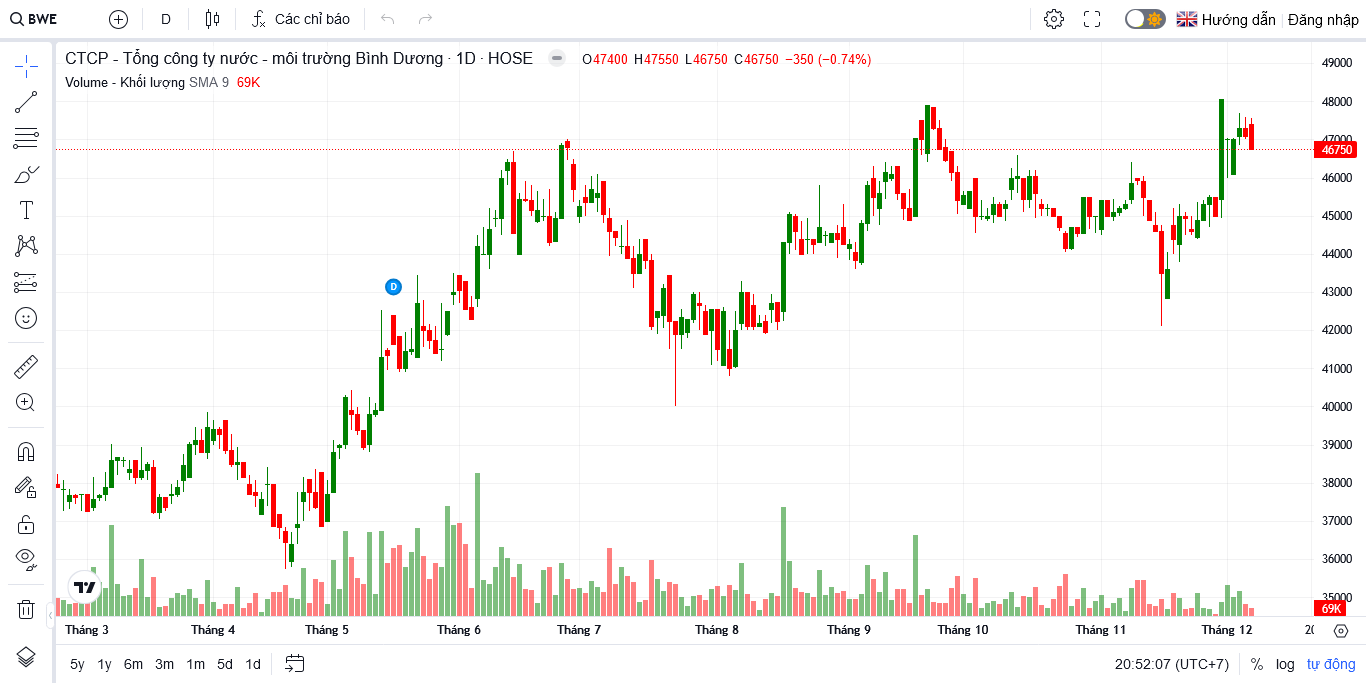 BWE D Các chỉ báo Hướng dẫn Đăng nhập
CTCP - Tổng công ty nước - môi trường Bình Dương · 1D · HOSE O47400 H47550 L46750 C46750 −350 (−0.74%)
Volume - Khối lượng SMA 9 69K
49000
48000
47000
46750
46000
45000
44000
43000
D
42000
41000
40000
39000
38000
37000
36000
35000
69K
Tháng 3 Tháng 4 Tháng 5 Tháng 6 Tháng 7 Tháng 8 Tháng 9 Tháng 10 Tháng 11 Tháng 12
5y 1y 6m 3m 1m 5d 1d 20:52:07 (UTC+7) % log tự động